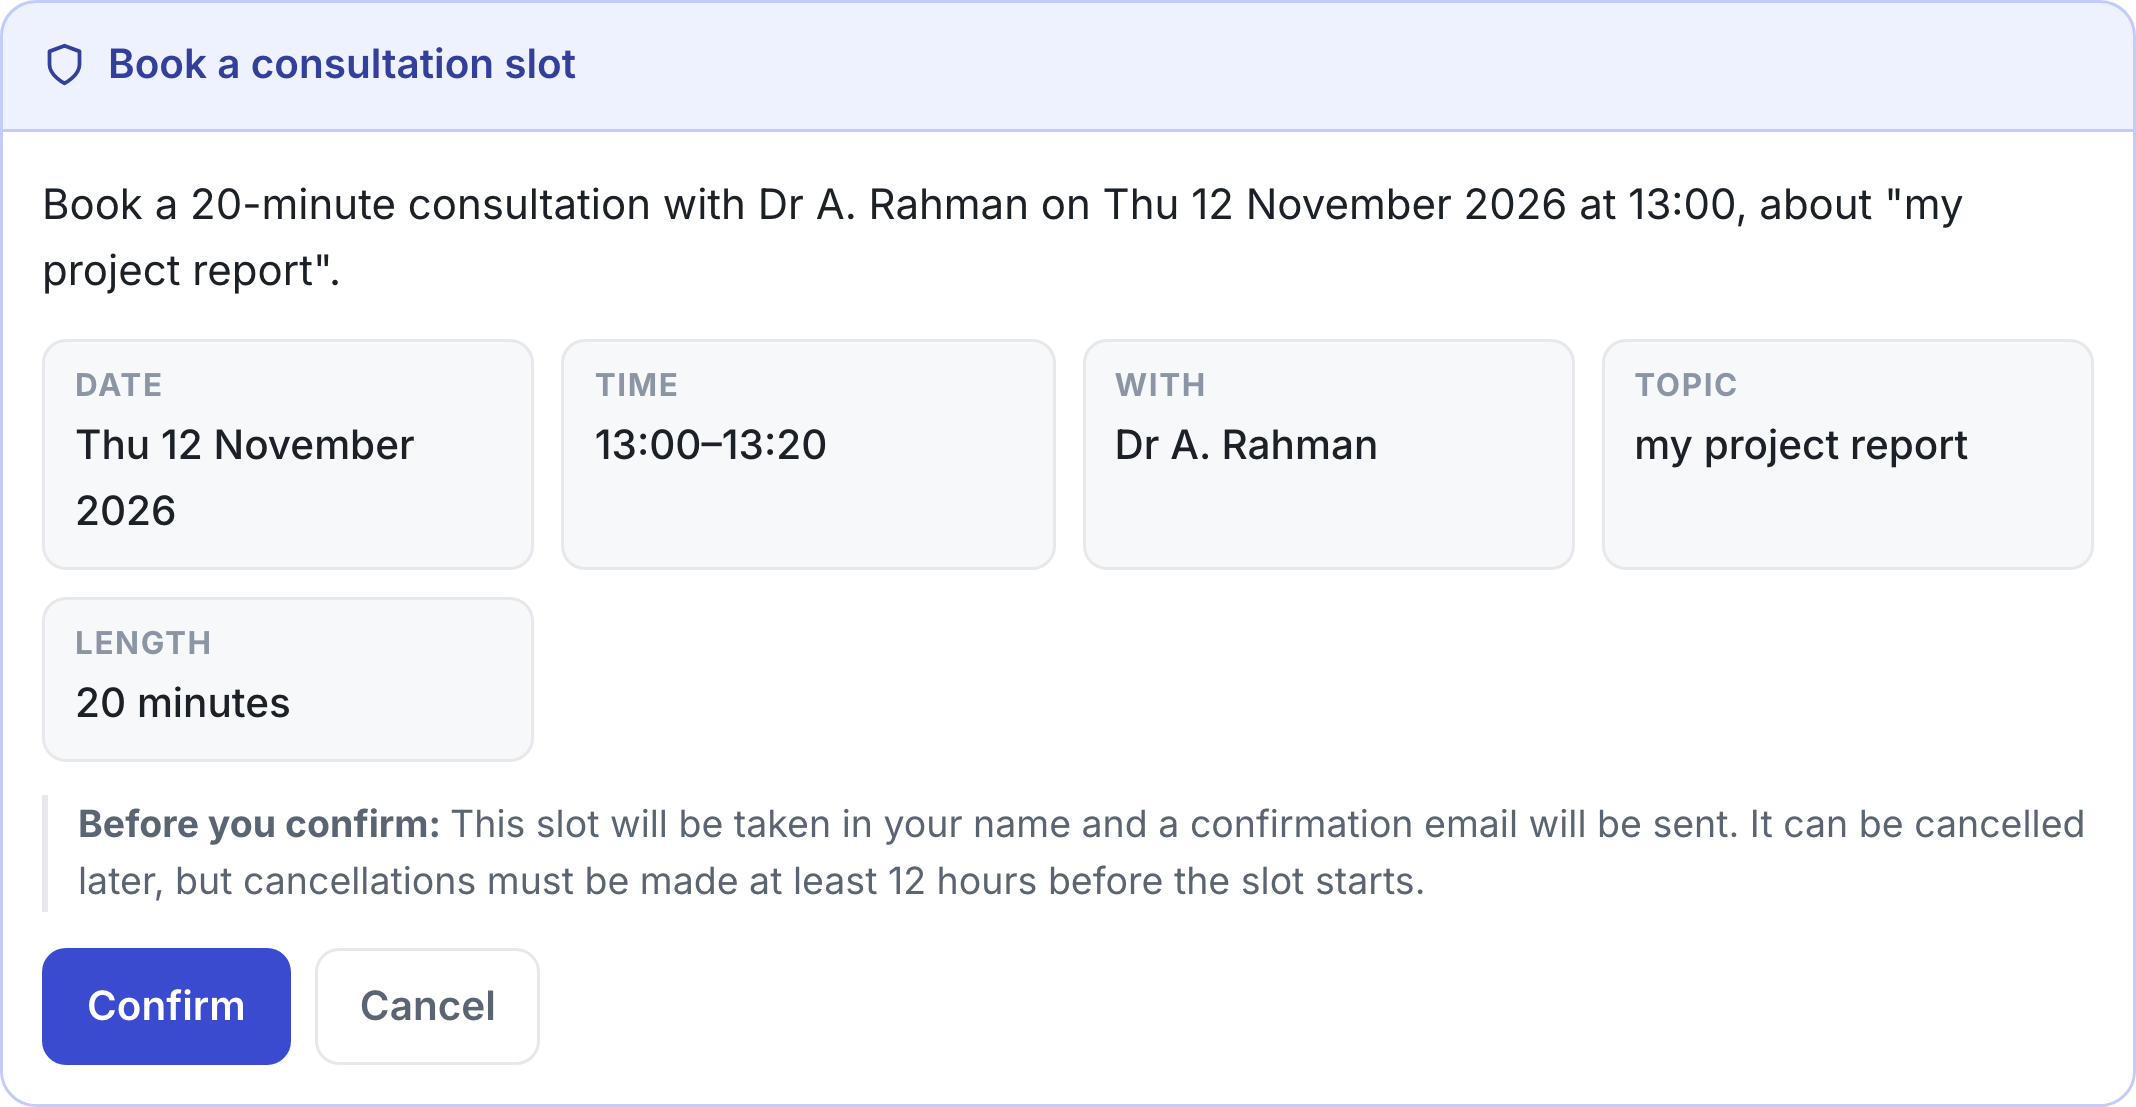 Book a consultation slot
Book a 20-minute consultation with Dr A. Rahman on Thu 12 November 2026 at 13:00, about "my
project report".
DATE
Thu 12 November
2026
TIME
13:00–13:20
WITH
Dr A. Rahman
TOPIC
my project report
LENGTH
20 minutes
Before you confirm: This slot will be taken in your name and a confirmation email will be sent. It can be cancelled
later, but cancellations must be made at least 12 hours before the slot starts.
Confirm
Cancel